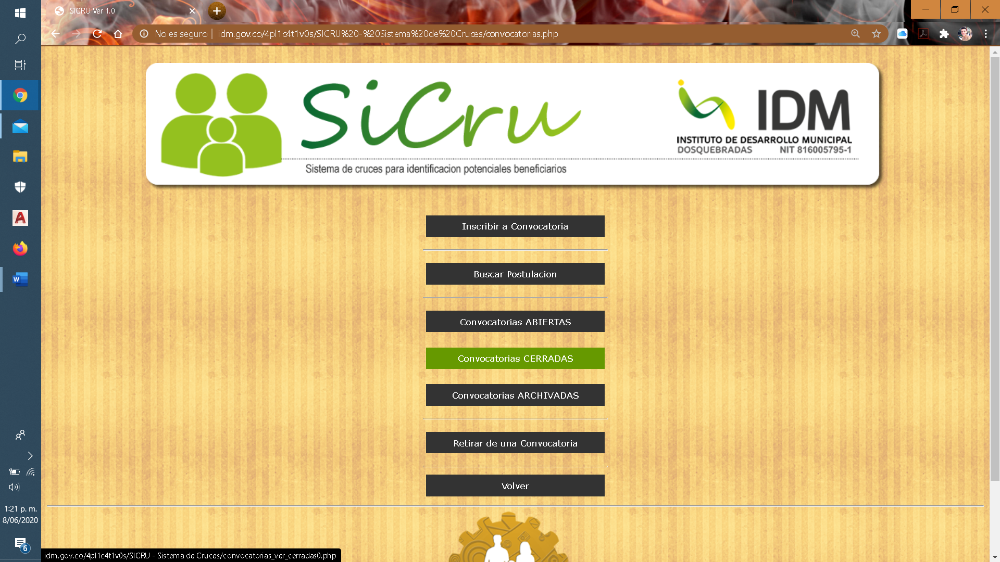 SICRU Ver 1.0
No es seguro | idm.gov.co/4pl1c4t1v0s/SICRU%20-%20Sistema%20de%20Cruces/convocatorias.php
SiCru
IDM
INSTITUTO DE DESARROLLO MUNICIPAL
DOSQUEBRADAS NIT 816005795-1
Sistema de cruces para identificacion potenciales beneficiarios
Inscribir a Convocatoria
Buscar Postulacion
Convocatorias ABIERTAS
Convocatorias CERRADAS
Convocatorias ARCHIVADAS
Retirar de una Convocatoria
Volver
1:21 p. m.
8/06/2020
6
idm.gov.co/4pl1c4t1v0s/SICRU - Sistema de Cruces/convocatorias_ver_cerradas0.php